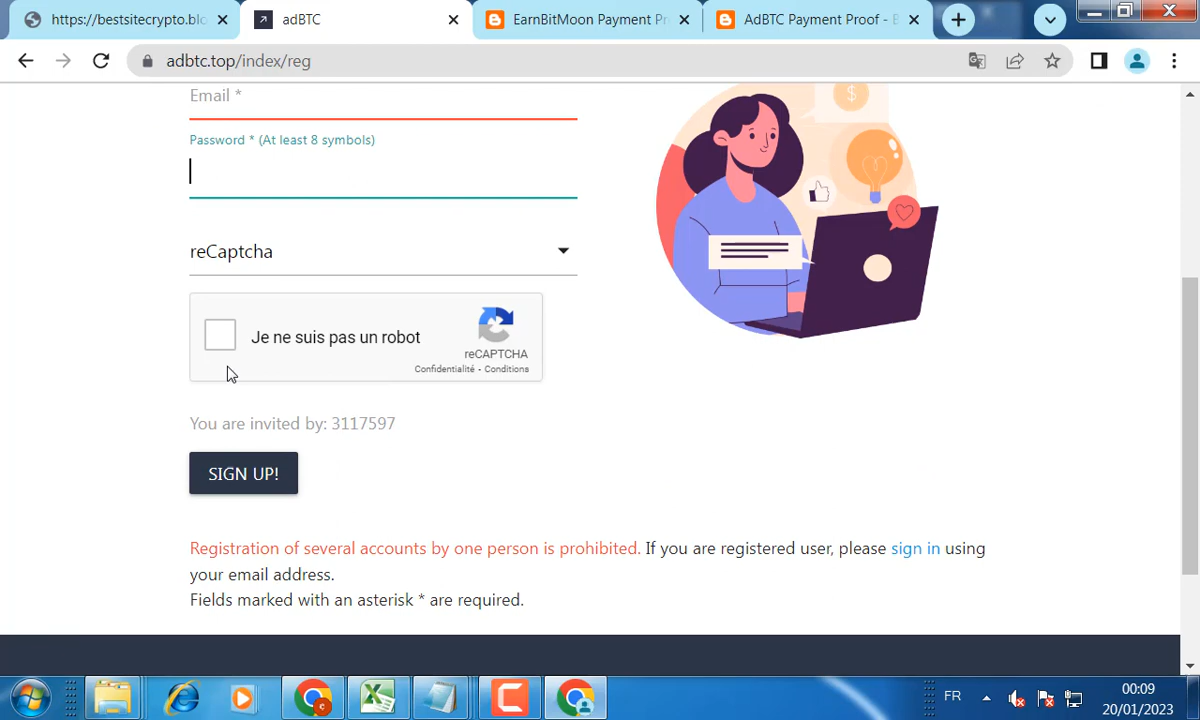 https://bestsitecrypto.blo
adBTC
EarnBitMoon Payment Pr
AdBTC Payment Proof - B
adbtc.top/index/reg
Email *
Password * (At least 8 symbols)
reCaptcha
Je ne suis pas un robot
reCAPTCHA
Confidentialité - Conditions
You are invited by: 3117597
SIGN UP!
Registration of several accounts by one person is prohibited. If you are registered user, please sign in using
your email address.
Fields marked with an asterisk * are required.
FR
00:09
20/01/2023